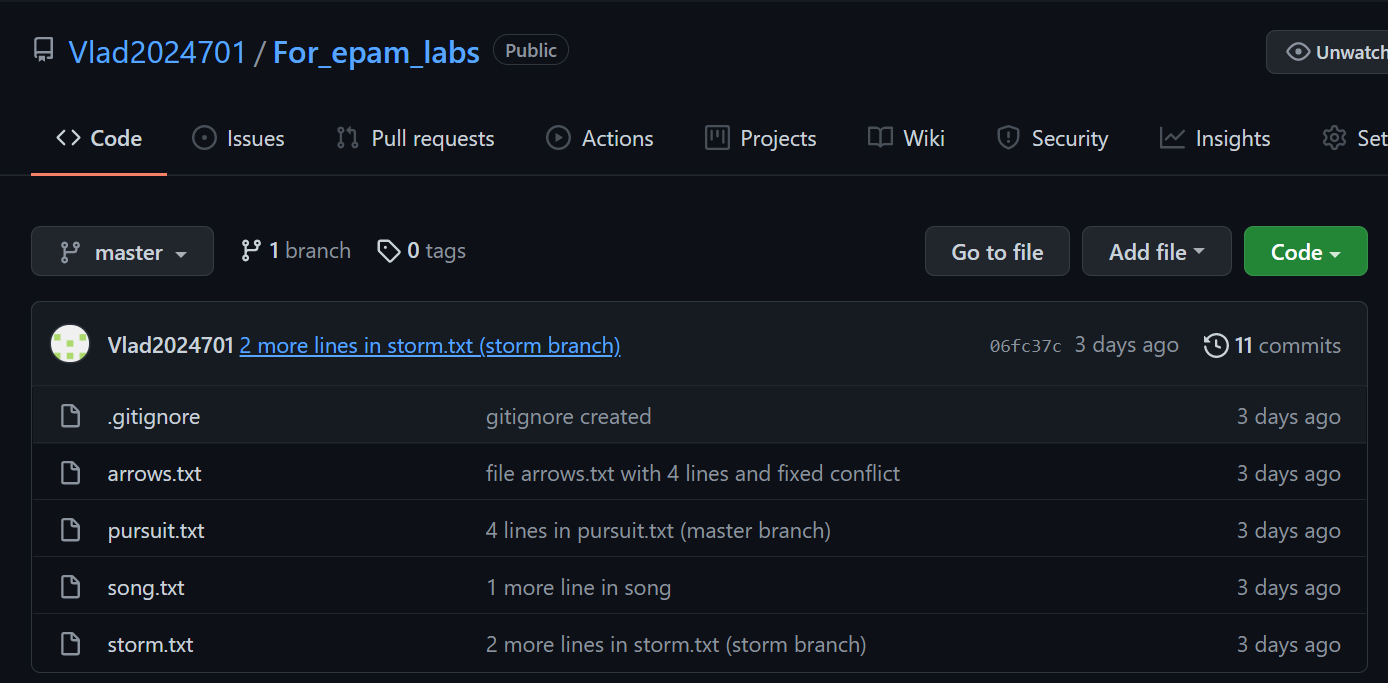 Vlad2024701 / For_epam_labs Public Unwatch
Code Issues Pull requests Actions Projects Wiki Security Insights Set
master 1 branch 0 tags Go to file Add file Code
Vlad2024701 2 more lines in storm.txt (storm branch) 06fc37c 3 days ago 11 commits
.gitignore gitignore created 3 days ago
arrows.txt file arrows.txt with 4 lines and fixed conflict 3 days ago
pursuit.txt 4 lines in pursuit.txt (master branch) 3 days ago
song.txt 1 more line in song 3 days ago
storm.txt 2 more lines in storm.txt (storm branch) 3 days ago